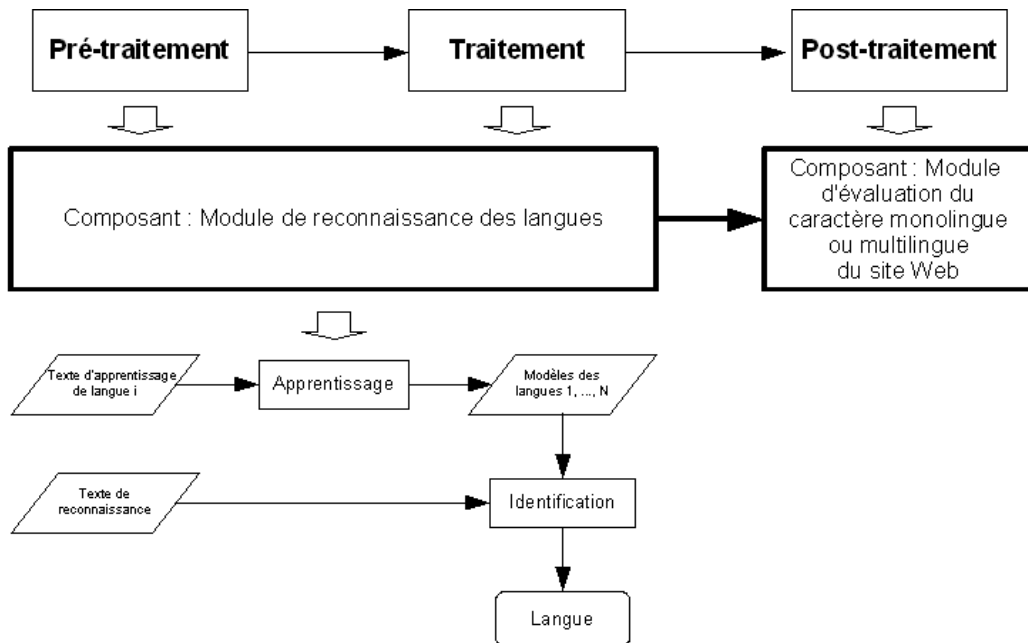 Pré-traitement
Traitement
Post-traitement
Composant : Module de reconnaissance des langues
Composant : Module
d'évaluation du
caractère monolingue
ou multilingue
du site Web
Texte d'apprentissage
de langue i
Apprentissage
Modèles des
langues 1, ..., N
Texte de
reconnaissance
Identification
Langue